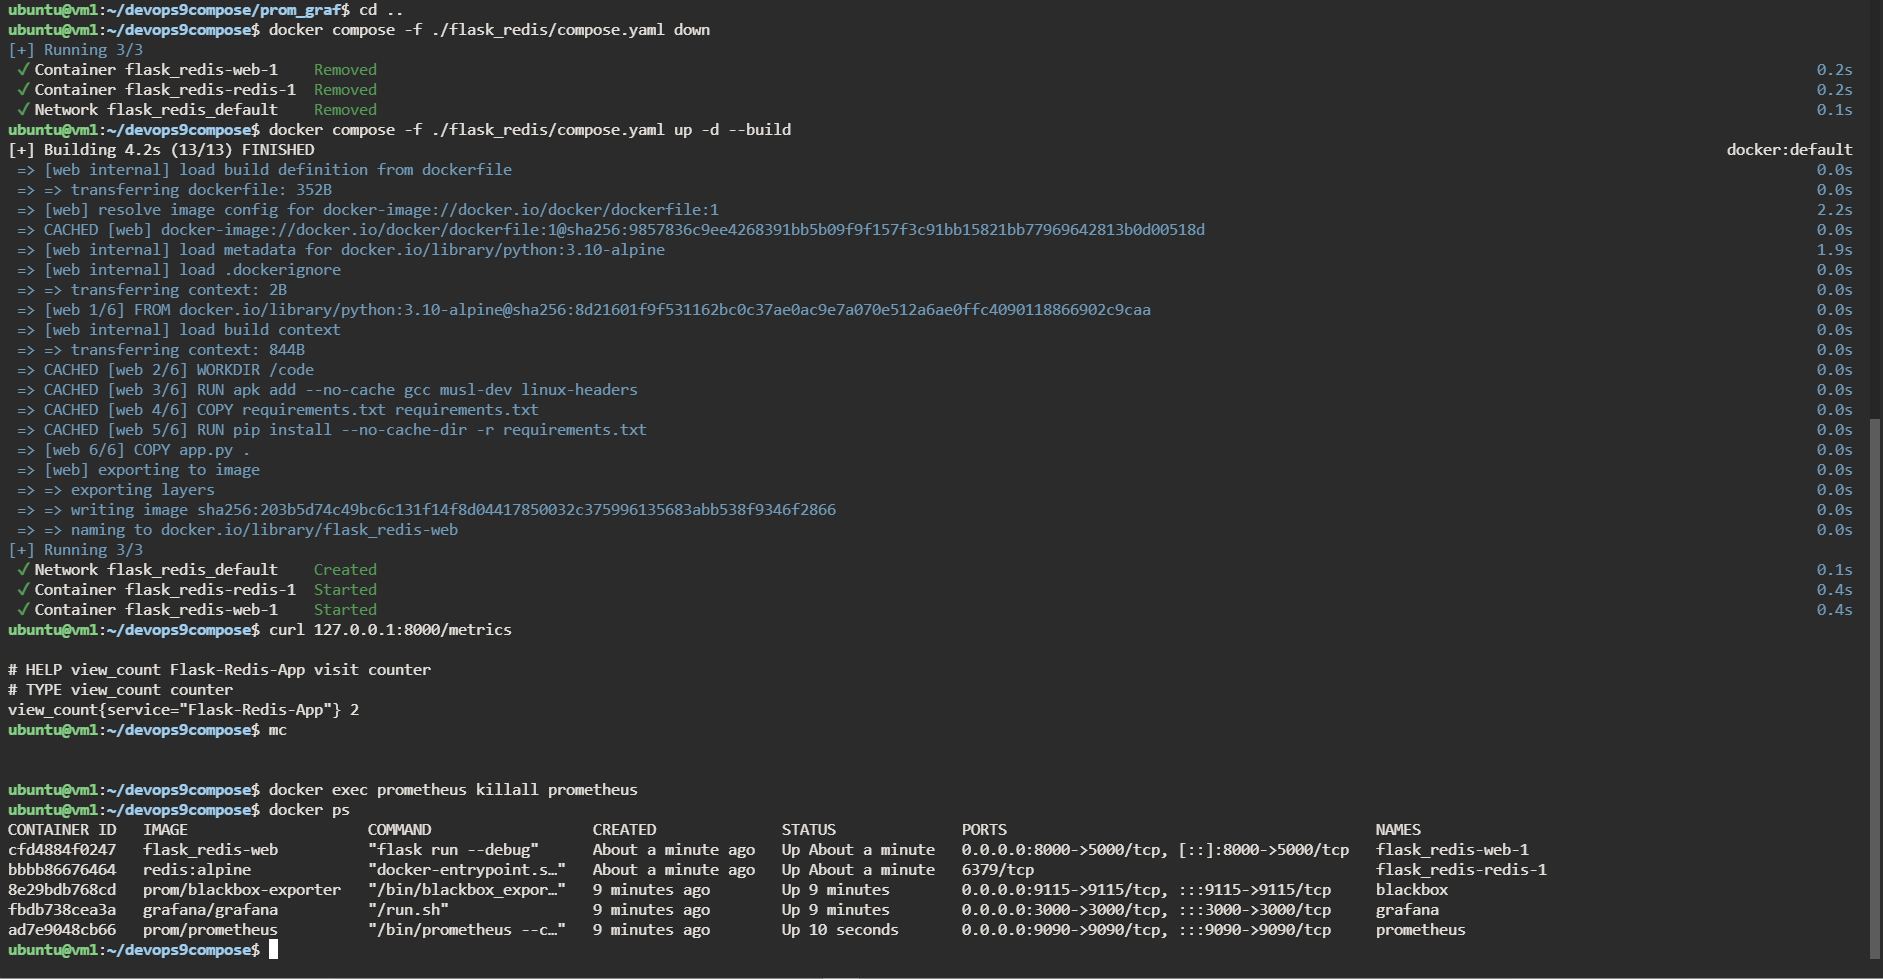 ubuntu@vm1:~/devops9compose/prom_graf$ cd ..
ubuntu@vm1:~/devops9compose$ docker compose -f ./flask_redis/compose.yaml down
[+] Running 3/3
✓ Container flask_redis-web-1 Removed 0.2s
✓ Container flask_redis-redis-1 Removed 0.2s
✓ Network flask_redis_default Removed 0.1s
ubuntu@vm1:~/devops9compose$ docker compose -f ./flask_redis/compose.yaml up -d --build
[+] Building 4.2s (13/13) FINISHED docker:default
=> [web internal] load build definition from dockerfile 0.0s
=> => transferring dockerfile: 352B 0.0s
=> [web] resolve image config for docker-image://docker.io/docker/dockerfile:1 2.2s
=> CACHED [web] docker-image://docker.io/docker/dockerfile:1@sha256:9857836c9ee4268391bb5b09f9f157f3c91bb15821bb77969642813b0d00518d 0.0s
=> [web internal] load metadata for docker.io/library/python:3.10-alpine 1.9s
=> [web internal] load .dockerignore 0.0s
=> => transferring context: 2B 0.0s
=> [web 1/6] FROM docker.io/library/python:3.10-alpine@sha256:8d21601f9f531162bc0c37ae0ac9e7a070e512a6ae0ffc4090118866902c9caa 0.0s
=> [web internal] load build context 0.0s
=> => transferring context: 844B 0.0s
=> CACHED [web 2/6] WORKDIR /code 0.0s
=> CACHED [web 3/6] RUN apk add --no-cache gcc musl-dev linux-headers 0.0s
=> CACHED [web 4/6] COPY requirements.txt requirements.txt 0.0s
=> CACHED [web 5/6] RUN pip install --no-cache-dir -r requirements.txt 0.0s
=> [web 6/6] COPY app.py . 0.0s
=> [web] exporting to image 0.0s
=> => exporting layers 0.0s
=> => writing image sha256:203b5d74c49bc6c131f14f8d04417850032c375996135683abb538f9346f2866 0.0s
=> => naming to docker.io/library/flask_redis-web 0.0s
[+] Running 3/3
✓ Network flask_redis_default Created 0.1s
✓ Container flask_redis-redis-1 Started 0.4s
✓ Container flask_redis-web-1 Started 0.4s
ubuntu@vm1:~/devops9compose$ curl 127.0.0.1:8000/metrics
# HELP view_count Flask-Redis-App visit counter
# TYPE view_count counter
view_count{service="Flask-Redis-App"} 2
ubuntu@vm1:~/devops9compose$ mc
ubuntu@vm1:~/devops9compose$ docker exec prometheus killall prometheus
ubuntu@vm1:~/devops9compose$ docker ps
CONTAINER ID IMAGE COMMAND CREATED STATUS PORTS NAMES
cfd4884f0247 flask_redis-web "flask run --debug" About a minute ago Up About a minute 0.0.0.0:8000->5000/tcp, [::]:8000->5000/tcp flask_redis-web-1
bbbb86676464 redis:alpine "docker-entrypoint.s…" About a minute ago Up About a minute 6379/tcp flask_redis-redis-1
8e29bdb768cd prom/blackbox-exporter "/bin/blackbox_expor…" 9 minutes ago Up 9 minutes 0.0.0.0:9115->9115/tcp, :::9115->9115/tcp blackbox
fbdb738cea3a grafana/grafana "/run.sh" 9 minutes ago Up 9 minutes 0.0.0.0:3000->3000/tcp, :::3000->3000/tcp grafana
ad7e9048cb66 prom/prometheus "/bin/prometheus --c…" 9 minutes ago Up 10 seconds 0.0.0.0:9090->9090/tcp, :::9090->9090/tcp prometheus
ubuntu@vm1:~/devops9compose$